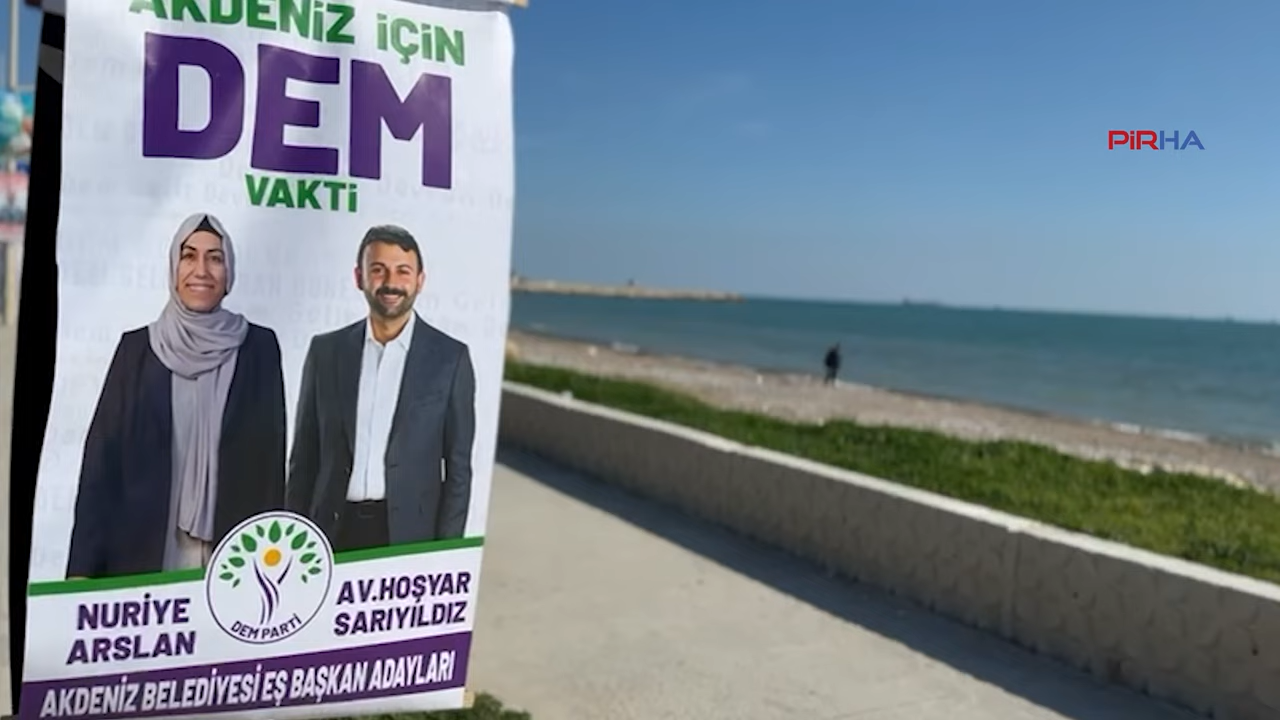 AKDENİZ İÇİN
DEM
VAKTİ
PİRHA
NURİYE
ARSLAN
AV.HOŞYAR
SARIYILDIZ
DEM PARTİ
AKDENİZ BELEDİYESİ EŞ BAŞKAN ADAYLARI